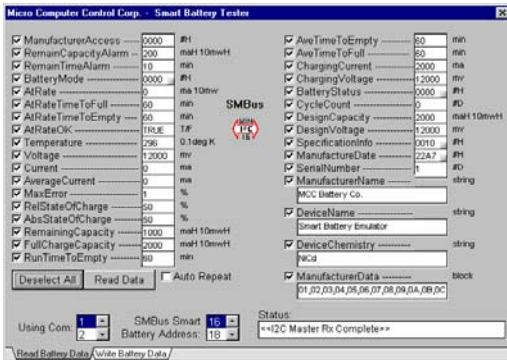 Micro Computer Control Corp. - Smart Battery Tester
ManufacturerAccess 0000 #H
RemainCapacityAlarm 200 maH 10mwH
RemainTimeAlarm 10 min
BatteryMode 0000 #H
AtRate 0 ma 10mw
AtRateTimeToFull 60 min
AtRateTimeToEmpty 60 min
AtRateOK TRUE T/F
Temperature 296 0.1deg K
Voltage 12000 mv
Current 0 ma
AverageCurrent 0 ma
MaxError 1 %
RelStateOfCharge 50 %
AbsStateOfCharge 50 %
RemainingCapacity 1000 maH 10mwH
FullChargeCapacity 2000 maH 10mwH
RunTimeToEmpty 60 min
Deselect All Read Data Auto Repeat
SMBus
I²C
AveTimeToEmpty 60 min
AveTimeToFull 60 min
ChargingCurrent 2000 ma
ChargingVoltage 12000 mv
BatteryStatus 0000 #H
CycleCount 0 #D
DesignCapacity 2000 maH 10mwH
DesignVoltage 12000 mv
SpecificationInfo 0010 #H
ManufactureDate 22A7 #H
SerialNumber 1 #D
ManufacturerName string
MCC Battery Co.
DeviceName string
Smart Battery Emulator
DeviceChemistry string
NiCd
ManufacturerData block
01,02,03,04,05,06,07,08,09,0A,0B,0C
Using Com: 1 2
SMBus Smart Battery Address: 16 18
Status:
<<I2C Master Rx Complete>>
Read Battery Data Write Battery Data